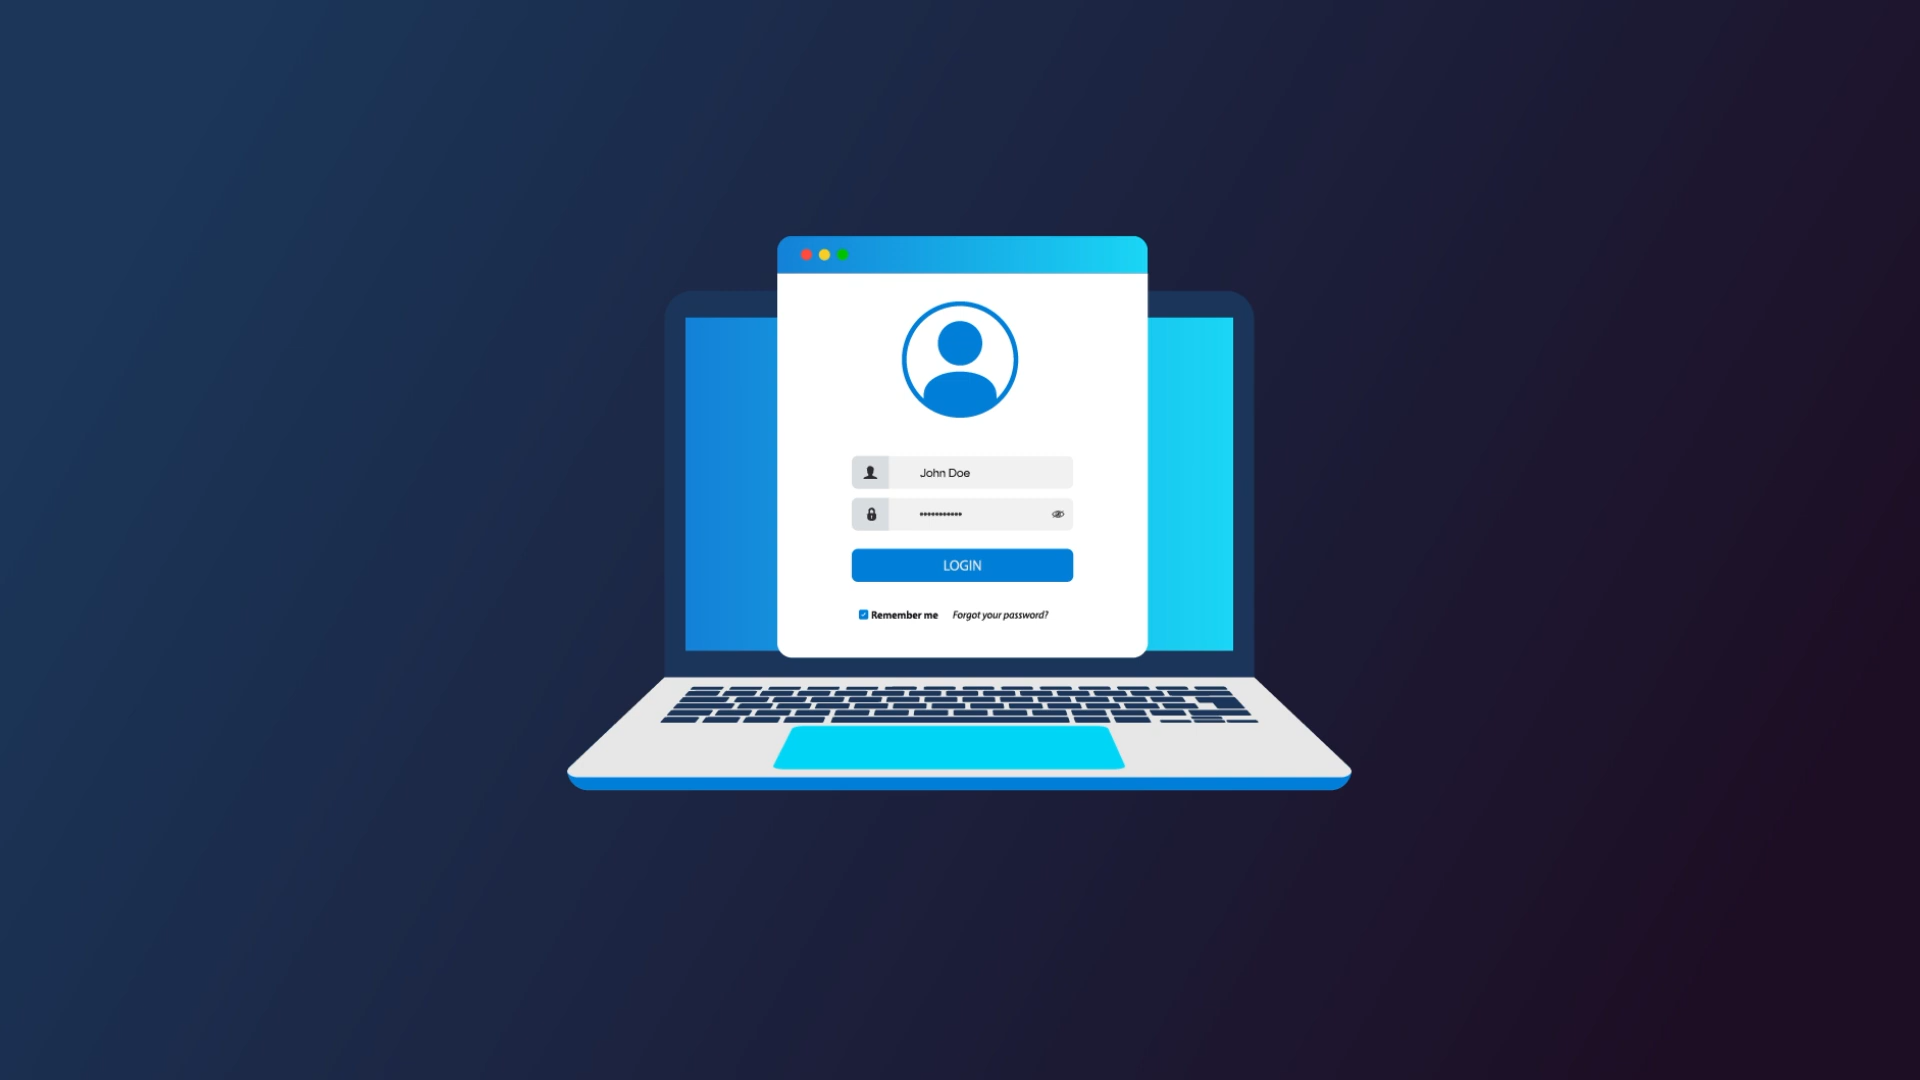 John Doe
•••••••••••
LOGIN
Remember me Forgot your password?